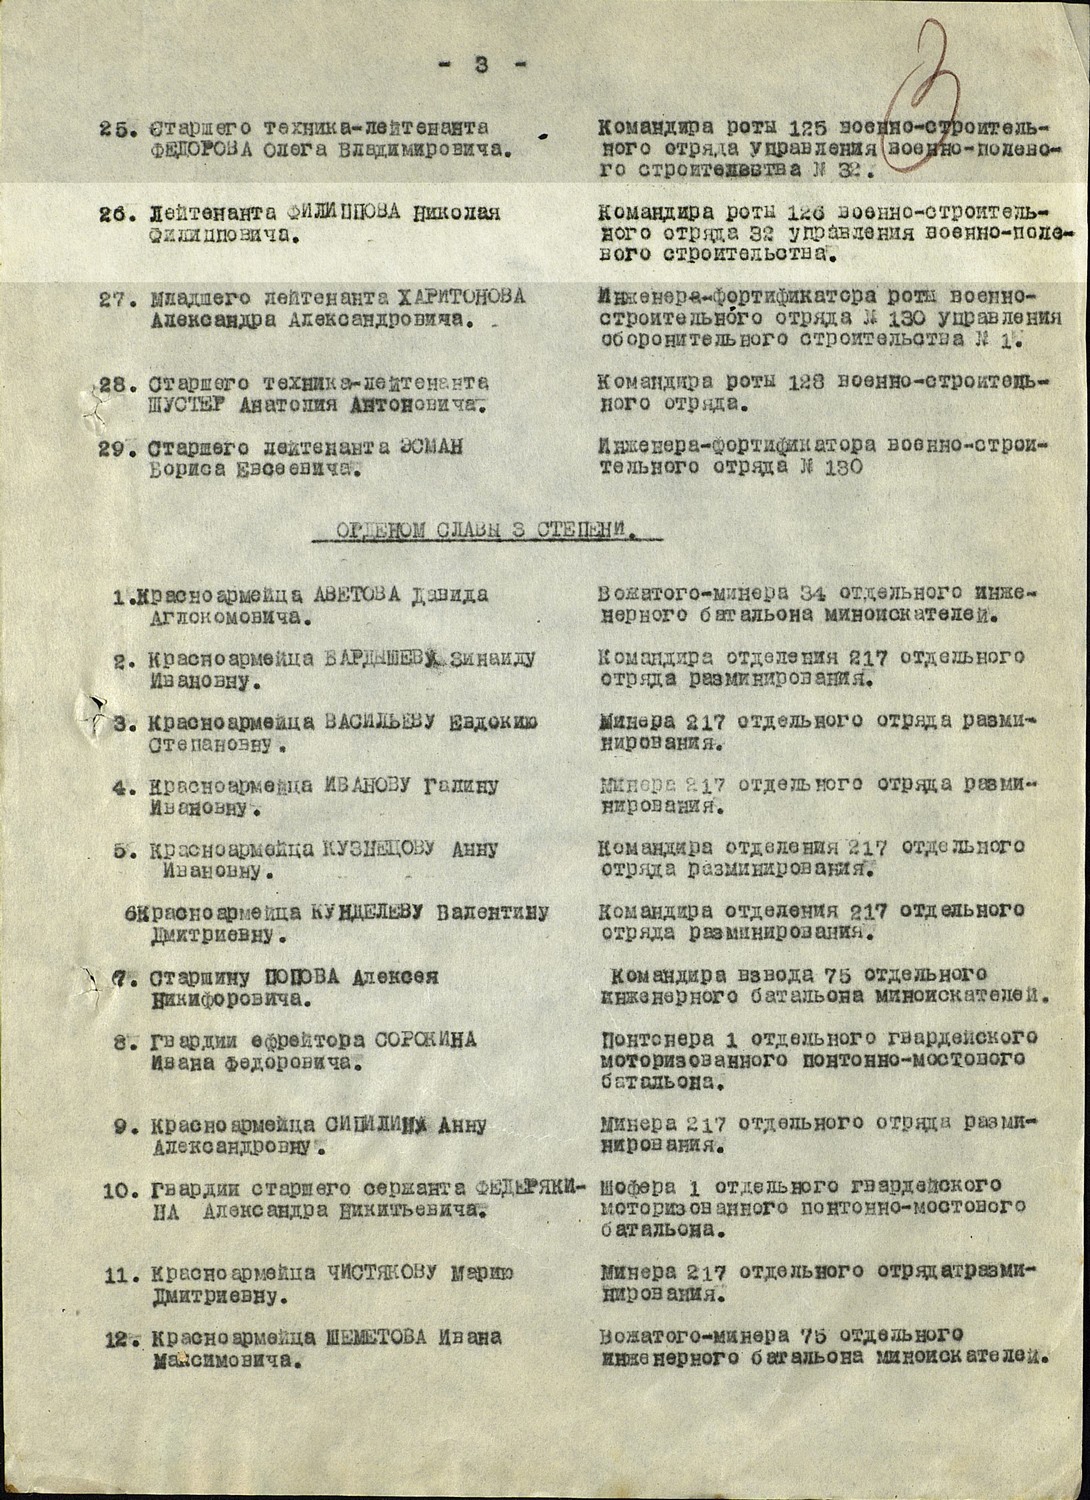 - 3 -
3
25. Старшего техника-лейтенанта
ФЕДОРОВА Олега Владимировича.
Командира роты 125 военно-строитель-
ного отряда управления военно-полево-
го строительства № 32.
26. Лейтенанта ФИЛИППОВА Николая
Филипповича.
Командира роты 126 военно-строитель-
ного отряда 32 управления военно-поле-
вого строительства.
27. Младшего лейтенанта ХАРИТОНОВА
Александра Александровича.
Инженера-фортификатора роты военно-
строительного отряда № 130 управления
оборонительного строительства № 1.
28. Старшего техника-лейтенанта
ШУСТЕР Анатолия Антоновича.
Командира роты 128 военно-строитель-
ного отряда.
29. Старшего лейтенанта ЭСМАН
Бориса Евсеевича.
Инженера-фортификатора военно-строи-
тельного отряда № 130
ОРДЕНОМ СЛАВЫ 3 СТЕПЕНИ.
1.Красноармейца АВЕТОВА Давида
Аглокомовича.
Вожатого-минера 34 отдельного инже-
нерного батальона миноискателей.
2. Красноармейца БАРДЫШЕВУ Зинаиду
Ивановну.
Командира отделения 217 отдельного
отряда разминирования.
3. Красноармейца ВАСИЛЬЕВУ Евдокию
Степановну.
Минера 217 отдельного отряда разми-
нирования.
4. Красноармейца ИВАНОВУ Галину
Ивановну.
Минера 217 отдельного отряда разми-
нирования.
5. Красноармейца КУЗНЕЦОВУ Анну
Ивановну.
Командира отделения 217 отдельного
отряда разминирования.
6Красноармейца КУНДЕЛЕВУ Валентину
Дмитриевну.
Командира отделения 217 отдельного
отряда разминирования.
7. Старшину ПОПОВА Алексея
Никифоровича.
Командира взвода 75 отдельного
инженерного батальона миноискателей.
8. Гвардии ефрейтора СОРОКИНА
Ивана Федоровича.
Понтонера 1 отдельного гвардейского
моторизованного понтонно-мостового
батальона.
9. Красноармейца СИПИЛИНУ Анну
Александровну.
Минера 217 отдельного отряда разми-
нирования.
10. Гвардии старшего сержанта ФЕДЕРЯКИ-
НА Александра Никитьевича.
Шофера 1 отдельного гвардейского
моторизованного понтонно-мостового
батальона.
11. Красноармейца ЧИСТЯКОВУ Марию
Дмитриевну.
Минера 217 отдельного отрядатразми-
нирования.
12. Красноармейца ШЕМЕТОВА Ивана
Максимовича.
Вожатого-минера 75 отдельного
инженерного батальона миноискателей.